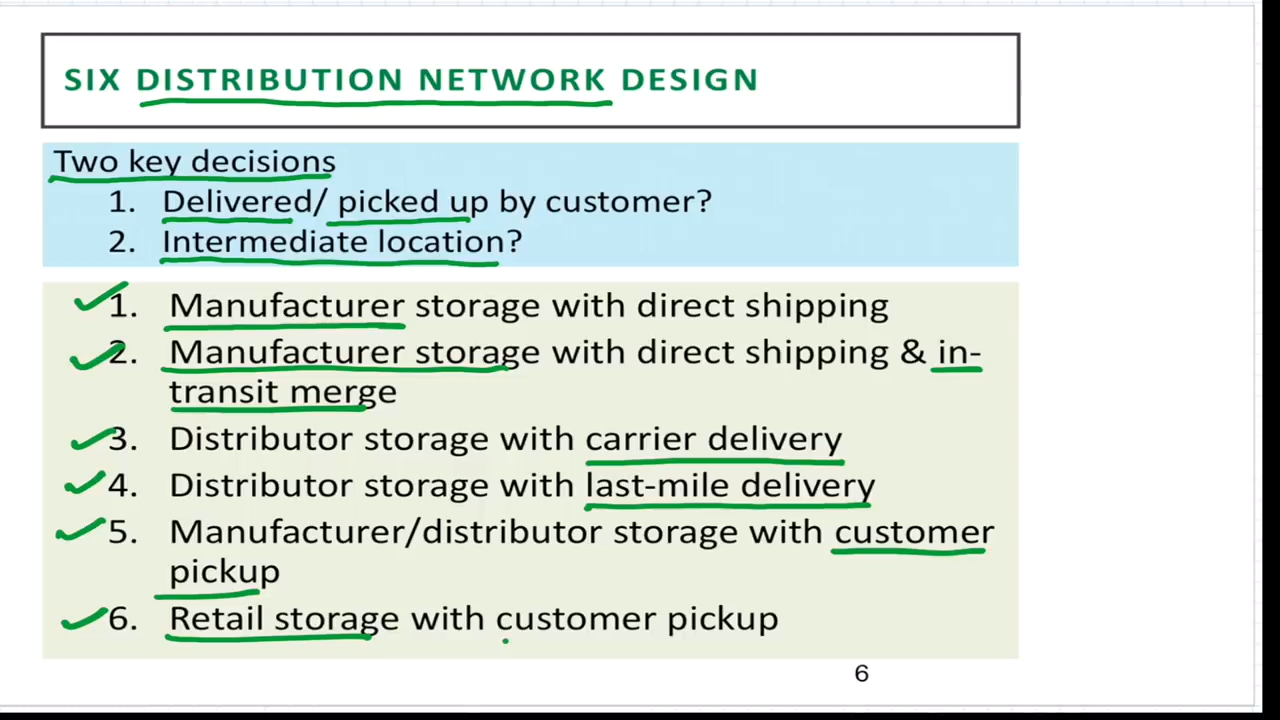 SIX DISTRIBUTION NETWORK DESIGN
Two key decisions
1. Delivered/ picked up by customer?
2. Intermediate location?
1. Manufacturer storage with direct shipping
2. Manufacturer storage with direct shipping & in-
transit merge
3. Distributor storage with carrier delivery
4. Distributor storage with last-mile delivery
5. Manufacturer/distributor storage with customer
pickup
6. Retail storage with customer pickup
6